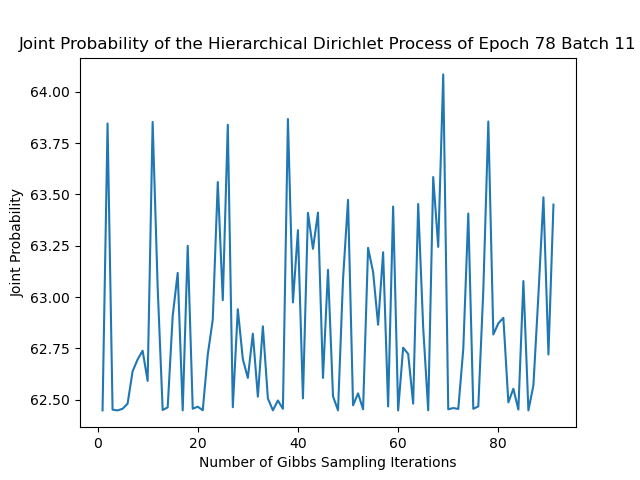 Joint Probability of the Hierarchical Dirichlet Process of Epoch 78 Batch 11
64.00
63.75
63.50
63.25
63.00
62.75
62.50
Joint Probability
0 20 40 60 80
Number of Gibbs Sampling Iterations